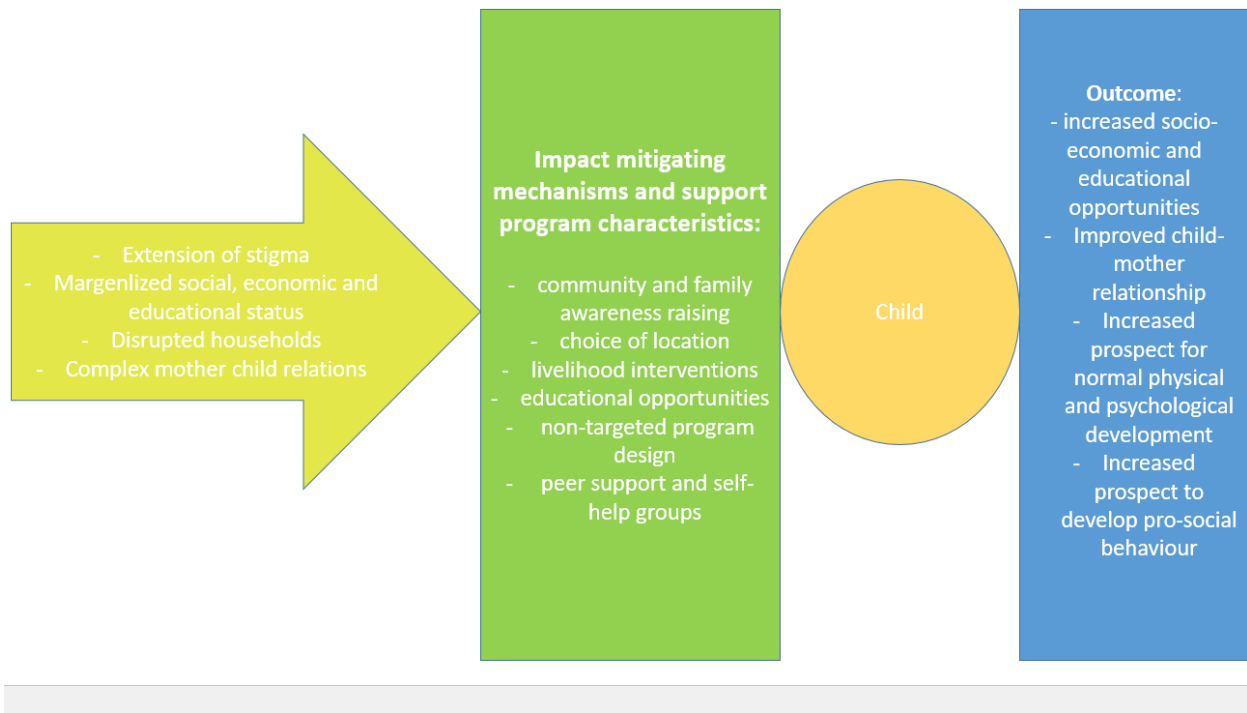 - Extension of stigma
- Margenlized social, economic and
educational status
- Disrupted households
- Complex mother child relations
Impact mitigating
mechanisms and support
program characteristics:
- community and family
awareness raising
- choice of location
- livelihood interventions
- educational opportunities
- non-targeted program
design
- peer support and self-
help groups
Child
Outcome:
- increased socio-
economic and
educational
opportunities
- Improved child-
mother
relationship
- Increased
prospect for
normal physical
and psychological
development
- Increased
prospect to
develop pro-social
behaviour